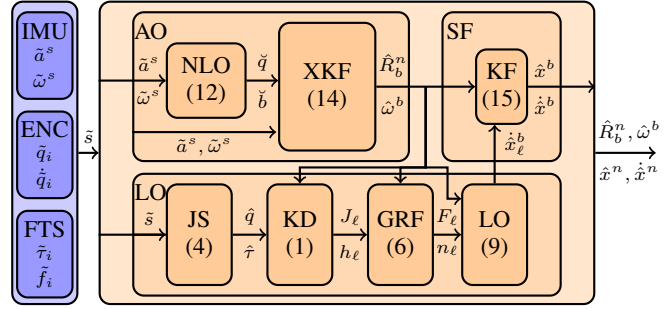 IMU
ã^s
ω̃^s
ENC
q̃_i
q̃̇_i
FTS
τ̃_i
f̃_i
s̃
AO
ã^s
ω̃^s
NLO
(12)
q̆
b̆
XKF
(14)
ã^s, ω̃^s
R̂_b^n
ω̂^b
SF
KF
(15)
x̂^b
ẋ̂^b
ẋ̂_ℓ^b
LO
s̃
JS
(4)
q̂
τ̂
KD
(1)
J_ℓ
h_ℓ
GRF
(6)
F_ℓ
n_ℓ
LO
(9)
R̂_b^n, ω̂^b
x̂^n, ẋ̂^n